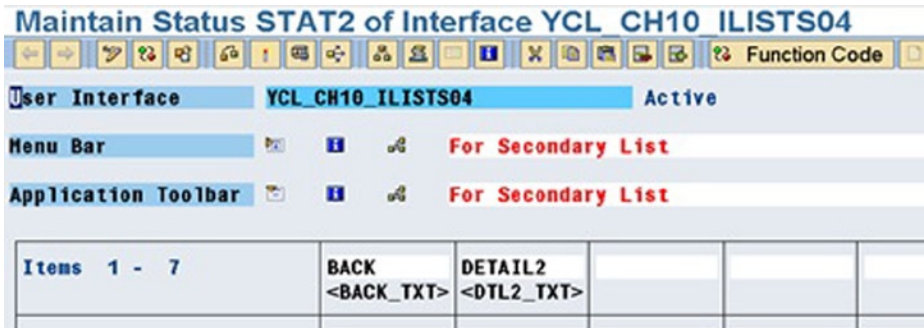 Maintain Status STAT2 of Interface YCL_CH10_ILISTS04
Function Code
User Interface YCL_CH10_ILISTS04 Active
Menu Bar For Secondary List
Application Toolbar For Secondary List
Items 1 - 7 BACK DETAIL2
<BACK_TXT> <DTL2_TXT>